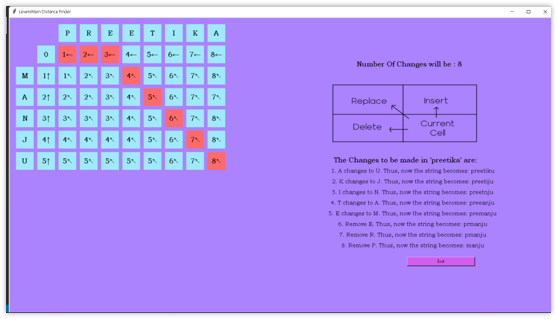 Levenshtein Distance Finder
P R E E T I K A
0 1← 2← 3← 4← 5← 6← 7← 8←
M 1↑ 1↖ 2↖ 3↖ 4↖ 5↖ 6↖ 7↖ 8↖
A 2↑ 2↖ 2↖ 3↖ 4↖ 5↖ 6↖ 7↖ 7↖
N 3↑ 3↖ 3↖ 3↖ 4↖ 5↖ 6↖ 7↖ 8↖
J 4↑ 4↖ 4↖ 4↖ 4↖ 5↖ 6↖ 7↖ 8↖
U 5↑ 5↖ 5↖ 5↖ 5↖ 5↖ 6↖ 7↖ 8↖
Number Of Changes will be : 8
Replace Insert
Delete Current
Cell
The Changes to be made in 'preetika' are:
1. A changes to U. Thus, now the string becomes: preetiku
2. K changes to J. Thus, now the string becomes: preetiju
3. I changes to N. Thus, now the string becomes: preetnju
4. T changes to A. Thus, now the string becomes: preeanju
5. E changes to M. Thus, now the string becomes: premanju
6. Remove E. Thus, now the string becomes: prmanju
7. Remove R. Thus, now the string becomes: pmanju
8. Remove P. Thus, now the string becomes: manju
Exit